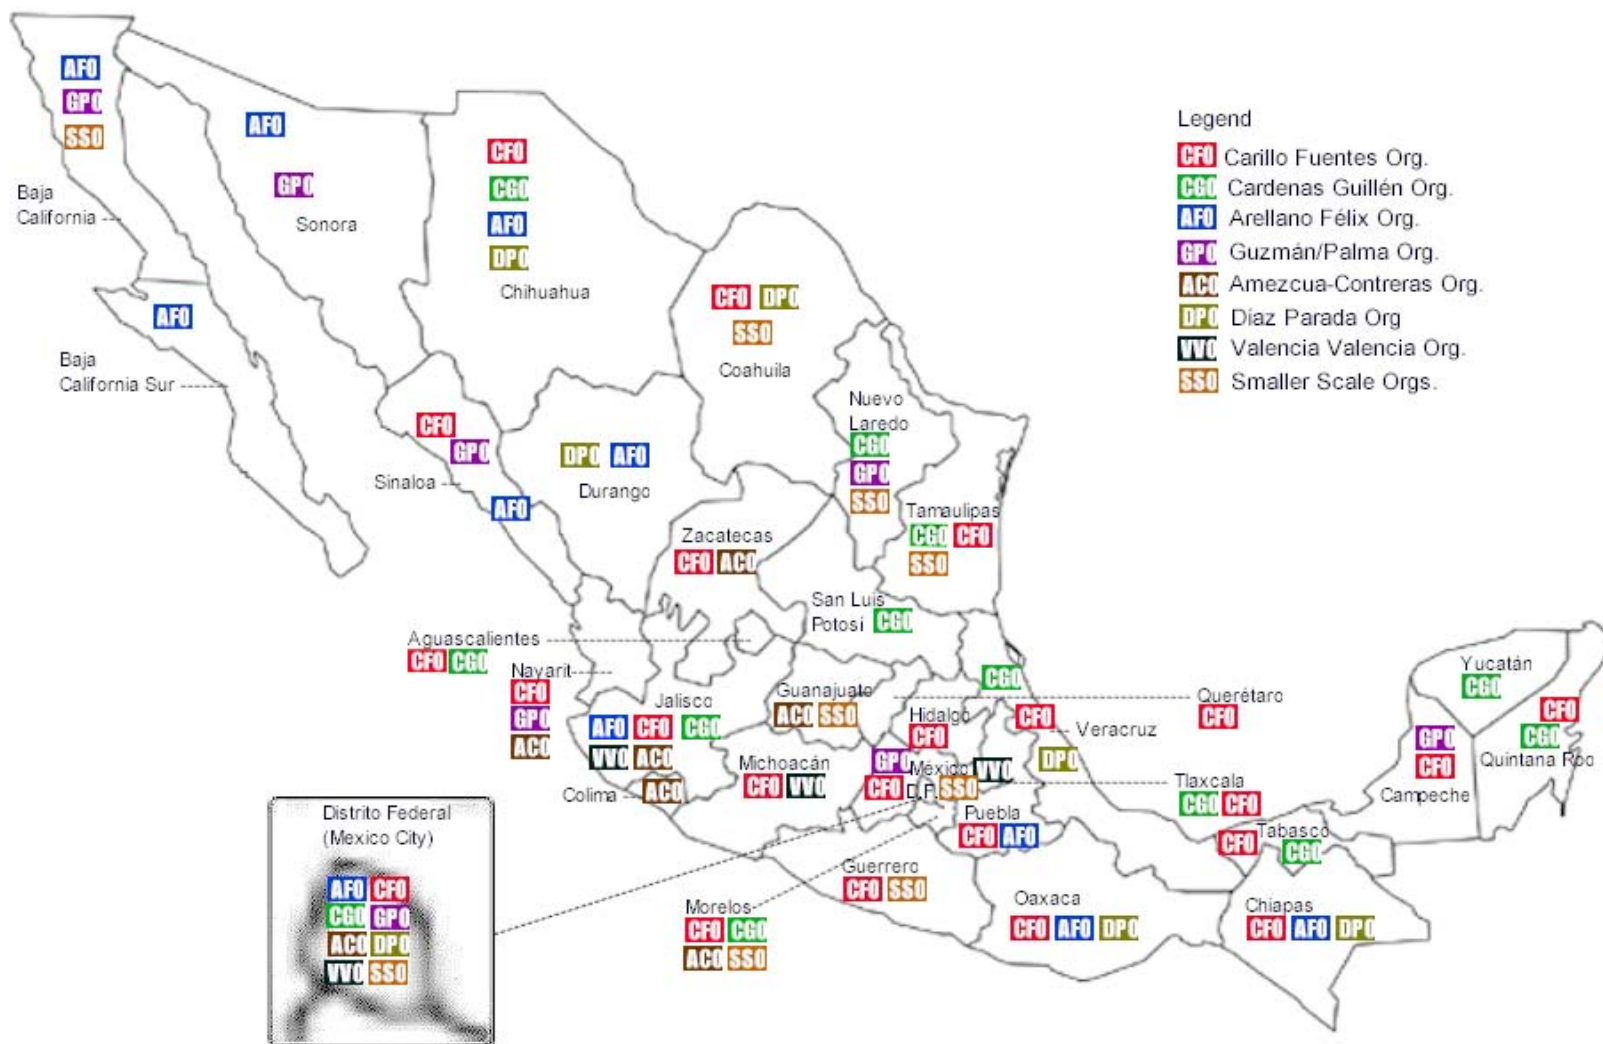 AFO
GPO
SSO
Baja
California
AFO
GPO
Sonora
CFO
CGO
AFO
DPO
Chihuahua
AFO
Baja
California Sur
CFO DPO
SSO
Coahuila
Nuevo
Laredo
CGO
GPO
SSO
CFO
GPO
Sinaloa
AFO
DPO AFO
Durango
Zacatecas
CFO ACO
Tamaulipas
CGO CFO
SSO
San Luis
Potosí CGO
Aguascalientes
CFO CGO
Nayarit
CFO
GPO
ACO
Jalisco
AFO CFO CGO
VVO ACO
Guanajuato
ACO SSO
Hidalgo
CFO
CGO
CFO
Veracruz
DPO
Querétaro
CFO
Colima
ACO
Michoacán
CFO VVO
GPO
México VVO
CFO D.F. SSO
Puebla
CFO AFO
Tlaxcala
CGO CFO
CFO
Tabasco
CGO
Yucatán
CGO
CFO
CGO
Quintana Roo
GPO
CFO
Campeche
Guerrero
CFO SSO
Morelos
CFO CGO
ACO SSO
Oaxaca
CFO AFO DPO
Chiapas
CFO AFO DPO
Distrito Federal
(Mexico City)
AFO CFO
CGO GPO
ACO DPO
VVO SSO
Legend
CFO Carillo Fuentes Org.
CGO Cardenas Guillén Org.
AFO Arellano Félix Org.
GPO Guzmán/Palma Org.
ACO Amezcua-Contreras Org.
DPO Díaz Parada Org
VVO Valencia Valencia Org.
SSO Smaller Scale Orgs.